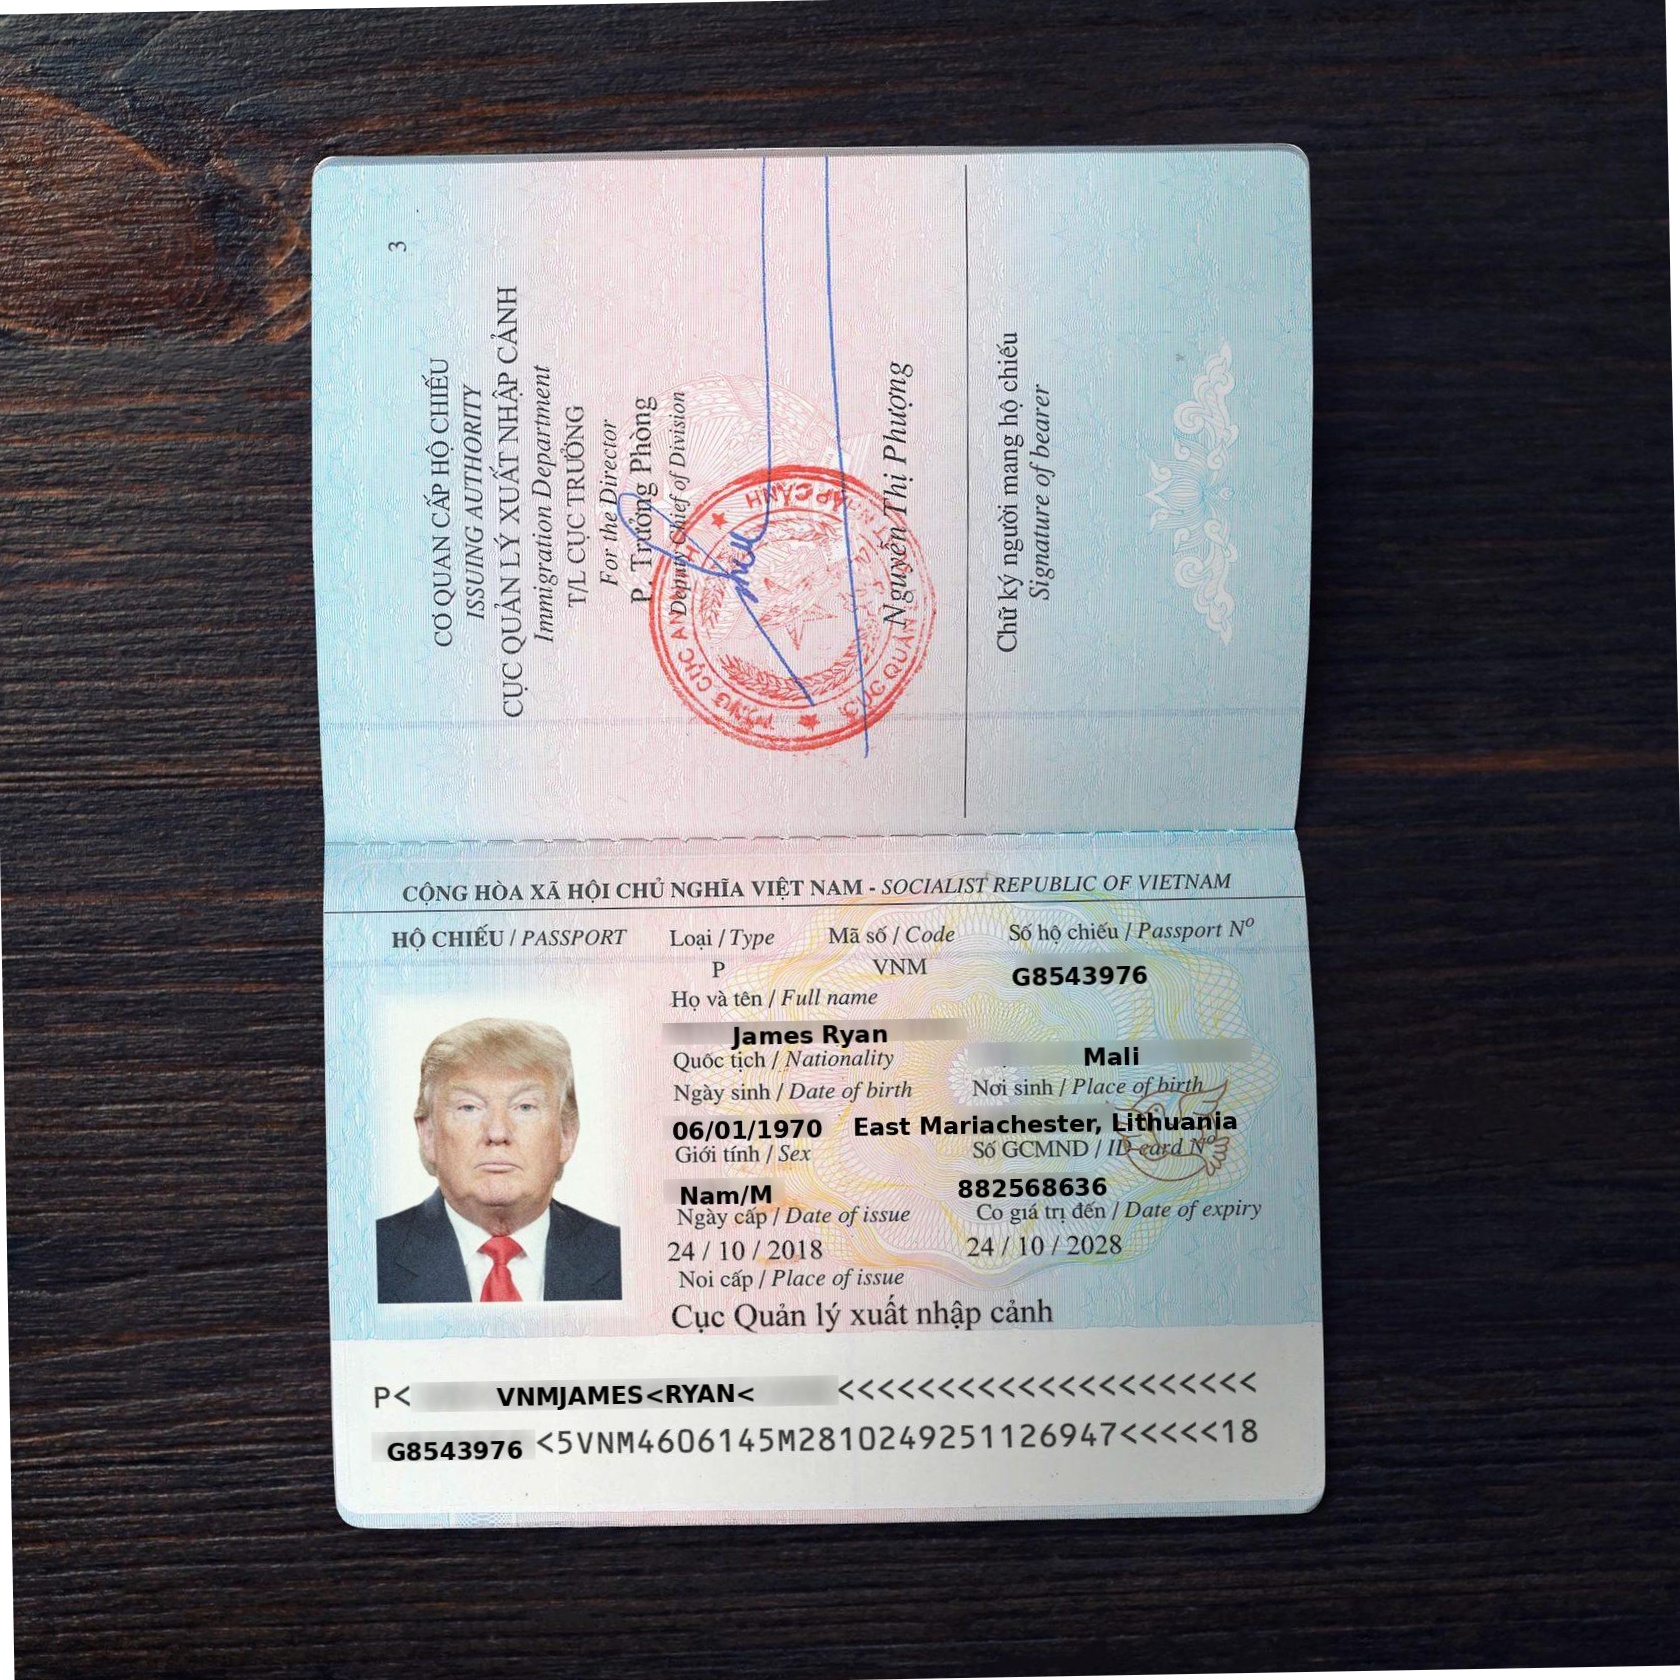 3
CƠ QUAN CẤP HỘ CHIẾU
ISSUING AUTHORITY
CỤC QUẢN LÝ XUẤT NHẬP CẢNH
Immigration Department
T/L CỤC TRƯỞNG
For the Director
P. Trưởng Phòng
Deputy Chief of Division
Nguyễn Thị Phượng
Chữ ký người mang hộ chiếu
Signature of bearer
CỘNG HÒA XÃ HỘI CHỦ NGHĨA VIỆT NAM - SOCIALIST REPUBLIC OF VIETNAM
HỘ CHIẾU / PASSPORT Loại / Type Mã số / Code Số hộ chiếu / Passport Nº
P VNM G8543976
Họ và tên / Full name
James Ryan
Quốc tịch / Nationality Mali
Ngày sinh / Date of birth Nơi sinh / Place of birth
06/01/1970 East Mariachester, Lithuania
Giới tính / Sex Số GCMND / ID card Nº
Nam/M 882568636
Ngày cấp / Date of issue Co giá trị đến / Date of expiry
24 / 10 / 2018 24 / 10 / 2028
Noi cấp / Place of issue
Cục Quản lý xuất nhập cảnh
P< VNMJAMES<RYAN< <<<<<<<<<<<<<<<<<<<<<
G8543976 <5VNM4606145M2810249251126947<<<<<18